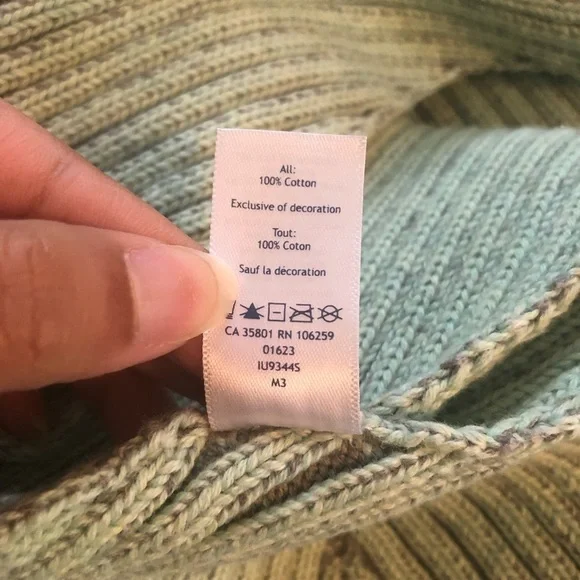 All:
100% Cotton
Exclusive of decoration
Tout:
100% Coton
Sauf la décoration
CA 35801 RN 106259
01623
IU9344S
M3